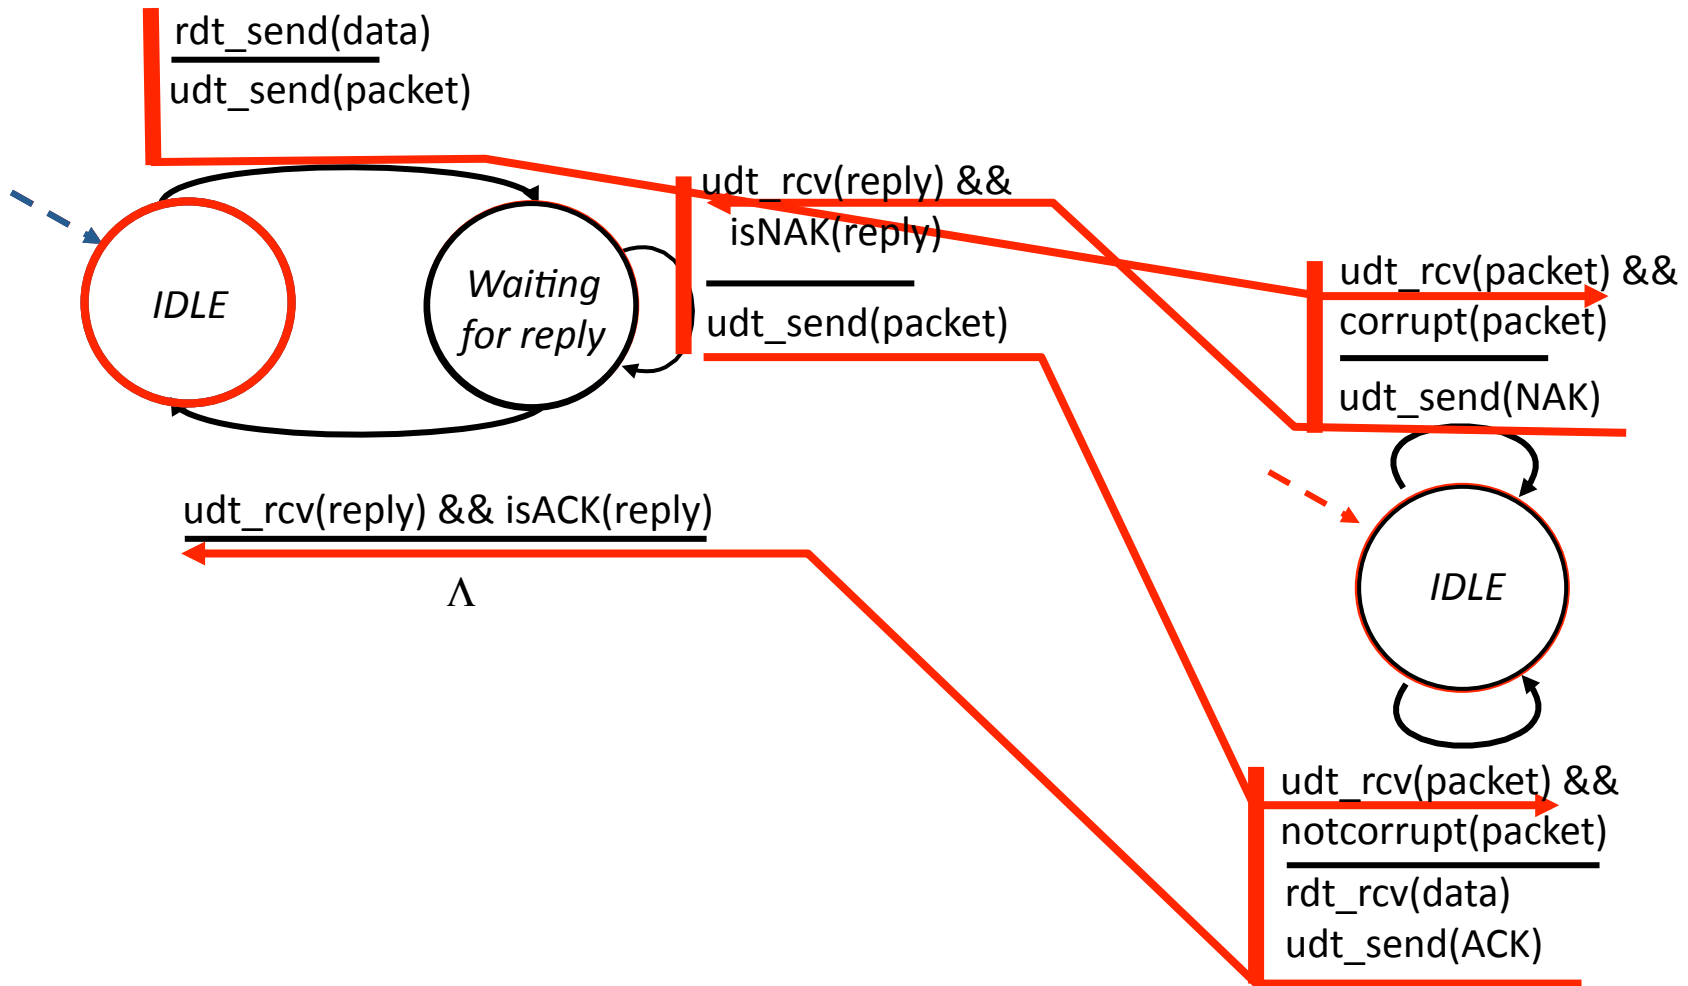 rdt_send(data)
udt_send(packet)
udt_rcv(reply) &&
isNAK(reply)
udt_send(packet)
IDLE
Waiting
for reply
udt_rcv(packet) &&
corrupt(packet)
udt_send(NAK)
udt_rcv(reply) && isACK(reply)
Λ
IDLE
udt_rcv(packet) &&
notcorrupt(packet)
rdt_rcv(data)
udt_send(ACK)